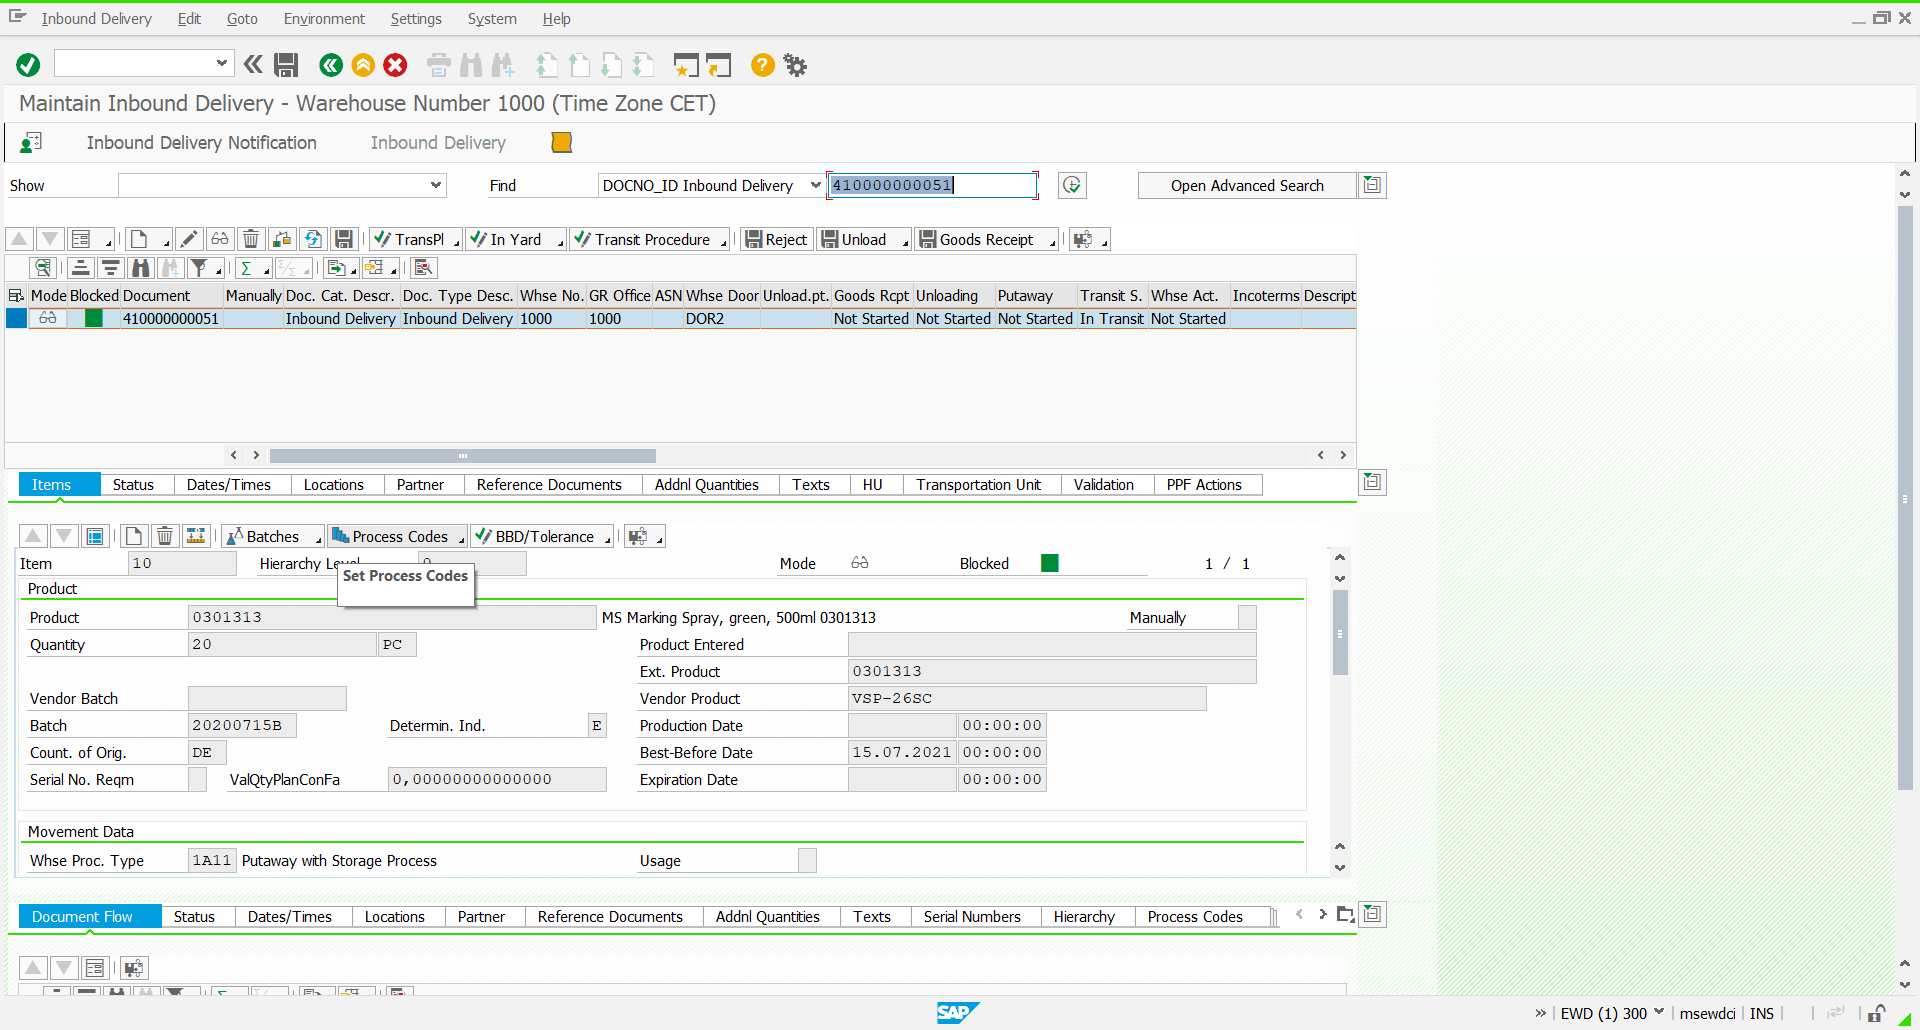 Inbound Delivery Edit Goto Environment Settings System Help
Maintain Inbound Delivery - Warehouse Number 1000 (Time Zone CET)
Inbound Delivery Notification Inbound Delivery
Show Find DOCNO_ID Inbound Delivery 410000000051 Open Advanced Search
TransPl In Yard Transit Procedure Reject Unload Goods Receipt
Mode Blocked Document Manually Doc. Cat. Descr. Doc. Type Desc. Whse No. GR Office ASN Whse Door Unload.pt. Goods Rcpt Unloading Putaway Transit S. Whse Act. Incoterms Descript
410000000051 Inbound Delivery Inbound Delivery 1000 1000 DOR2 Not Started Not Started Not Started In Transit Not Started
Items Status Dates/Times Locations Partner Reference Documents Addnl Quantities Texts HU Transportation Unit Validation PPF Actions
Batches Process Codes BBD/Tolerance
Item 10 Hierarchy Mode Blocked 1 / 1
Set Process Codes
Product
Product 0301313 MS Marking Spray, green, 500ml 0301313 Manually
Quantity 20 PC Product Entered
Ext. Product 0301313
Vendor Batch Vendor Product VSP-26SC
Batch 20200715B Determin. Ind. E Production Date 00:00:00
Count. of Orig. DE Best-Before Date 15.07.2021 00:00:00
Serial No. Reqm ValQtyPlanConFa 0,00000000000000 Expiration Date 00:00:00
Movement Data
Whse Proc. Type 1A11 Putaway with Storage Process Usage
Document Flow Status Dates/Times Locations Partner Reference Documents Addnl Quantities Texts Serial Numbers Hierarchy Process Codes
SAP EWD (1) 300 msewdci INS